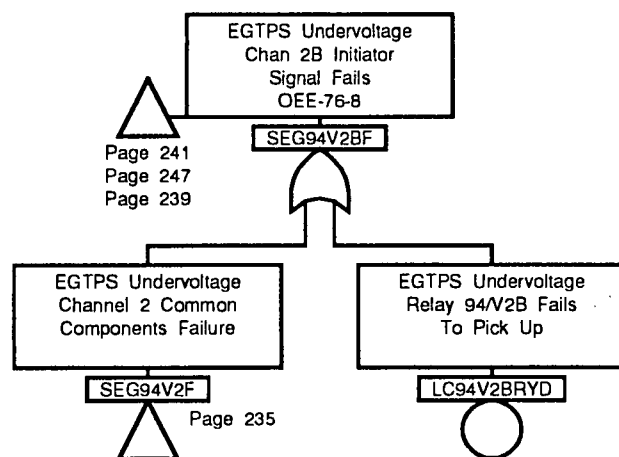 EGTPS Undervoltage
Chan 2B Initiator
Signal Fails
OEE-76-8
SEG94V2BF
Page 241
Page 247
Page 239
EGTPS Undervoltage
Channel 2 Common
Components Failure
SEG94V2F
Page 235
EGTPS Undervoltage
Relay 94/V2B Fails
To Pick Up
LC94V2BRYD